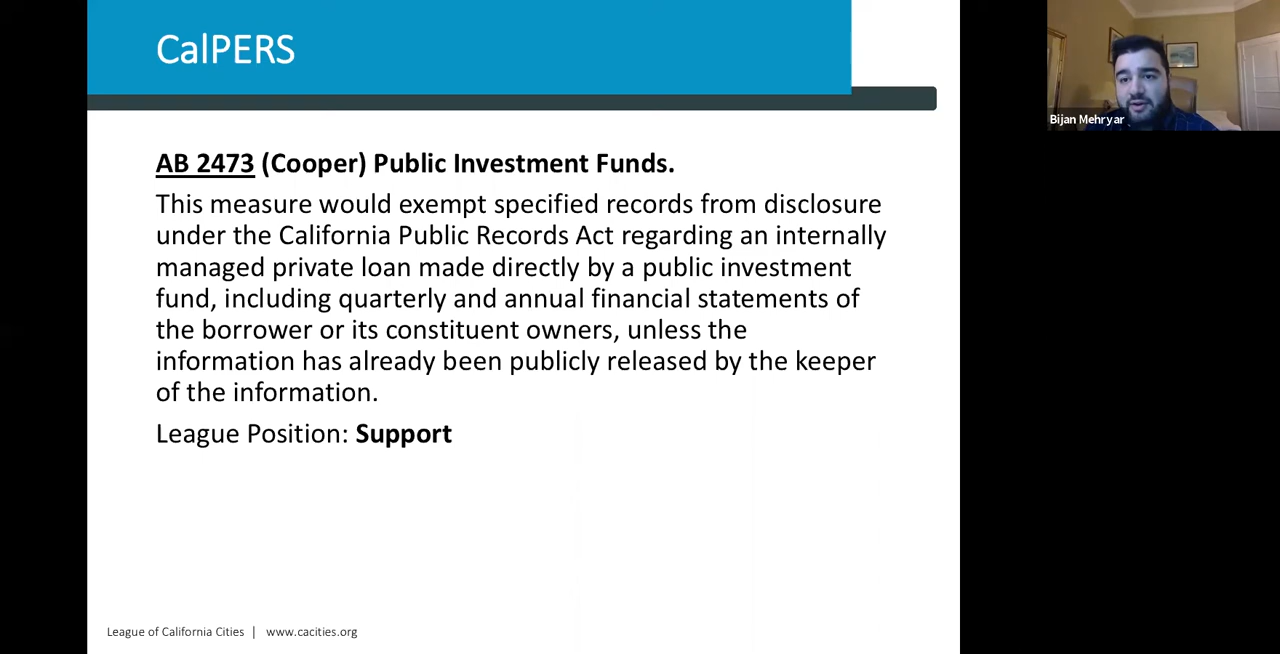 CalPERS
AB 2473 (Cooper) Public Investment Funds.
This measure would exempt specified records from disclosure
under the California Public Records Act regarding an internally
managed private loan made directly by a public investment
fund, including quarterly and annual financial statements of
the borrower or its constituent owners, unless the
information has already been publicly released by the keeper
of the information.
League Position: Support
League of California Cities | www.cacities.org
Bijan Mehryar